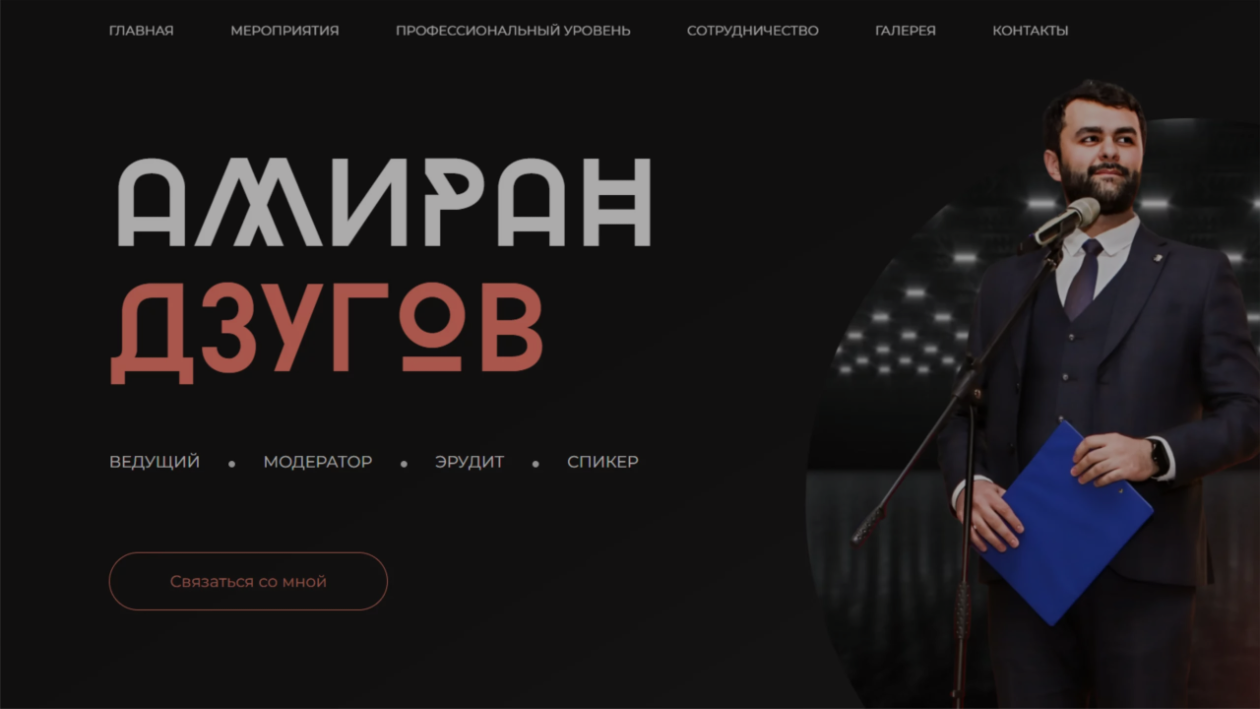 ГЛАВНАЯ МЕРОПРИЯТИЯ ПРОФЕССИОНАЛЬНЫЙ УРОВЕНЬ СОТРУДНИЧЕСТВО ГАЛЕРЕЯ КОНТАКТЫ
АМИРАН
ДЗУГОВ
ВЕДУЩИЙ • МОДЕРАТОР • ЭРУДИТ • СПИКЕР
Связаться со мной